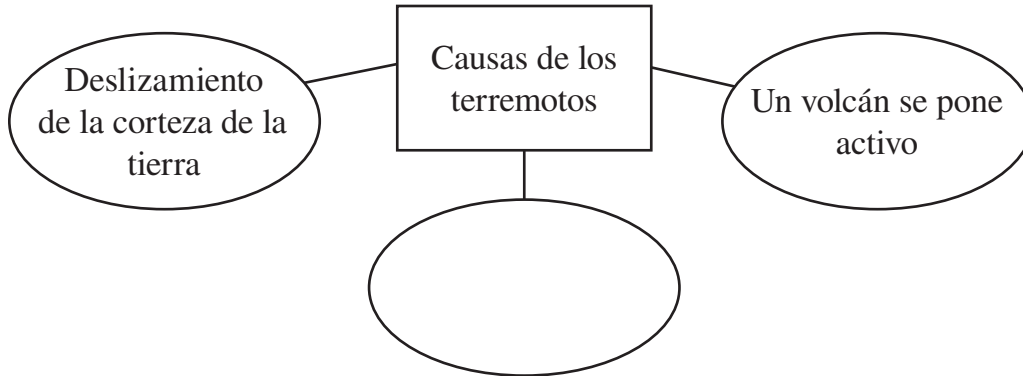 Causas de los
terremotos
Deslizamiento
de la corteza de la
tierra
Un volcán se pone
activo